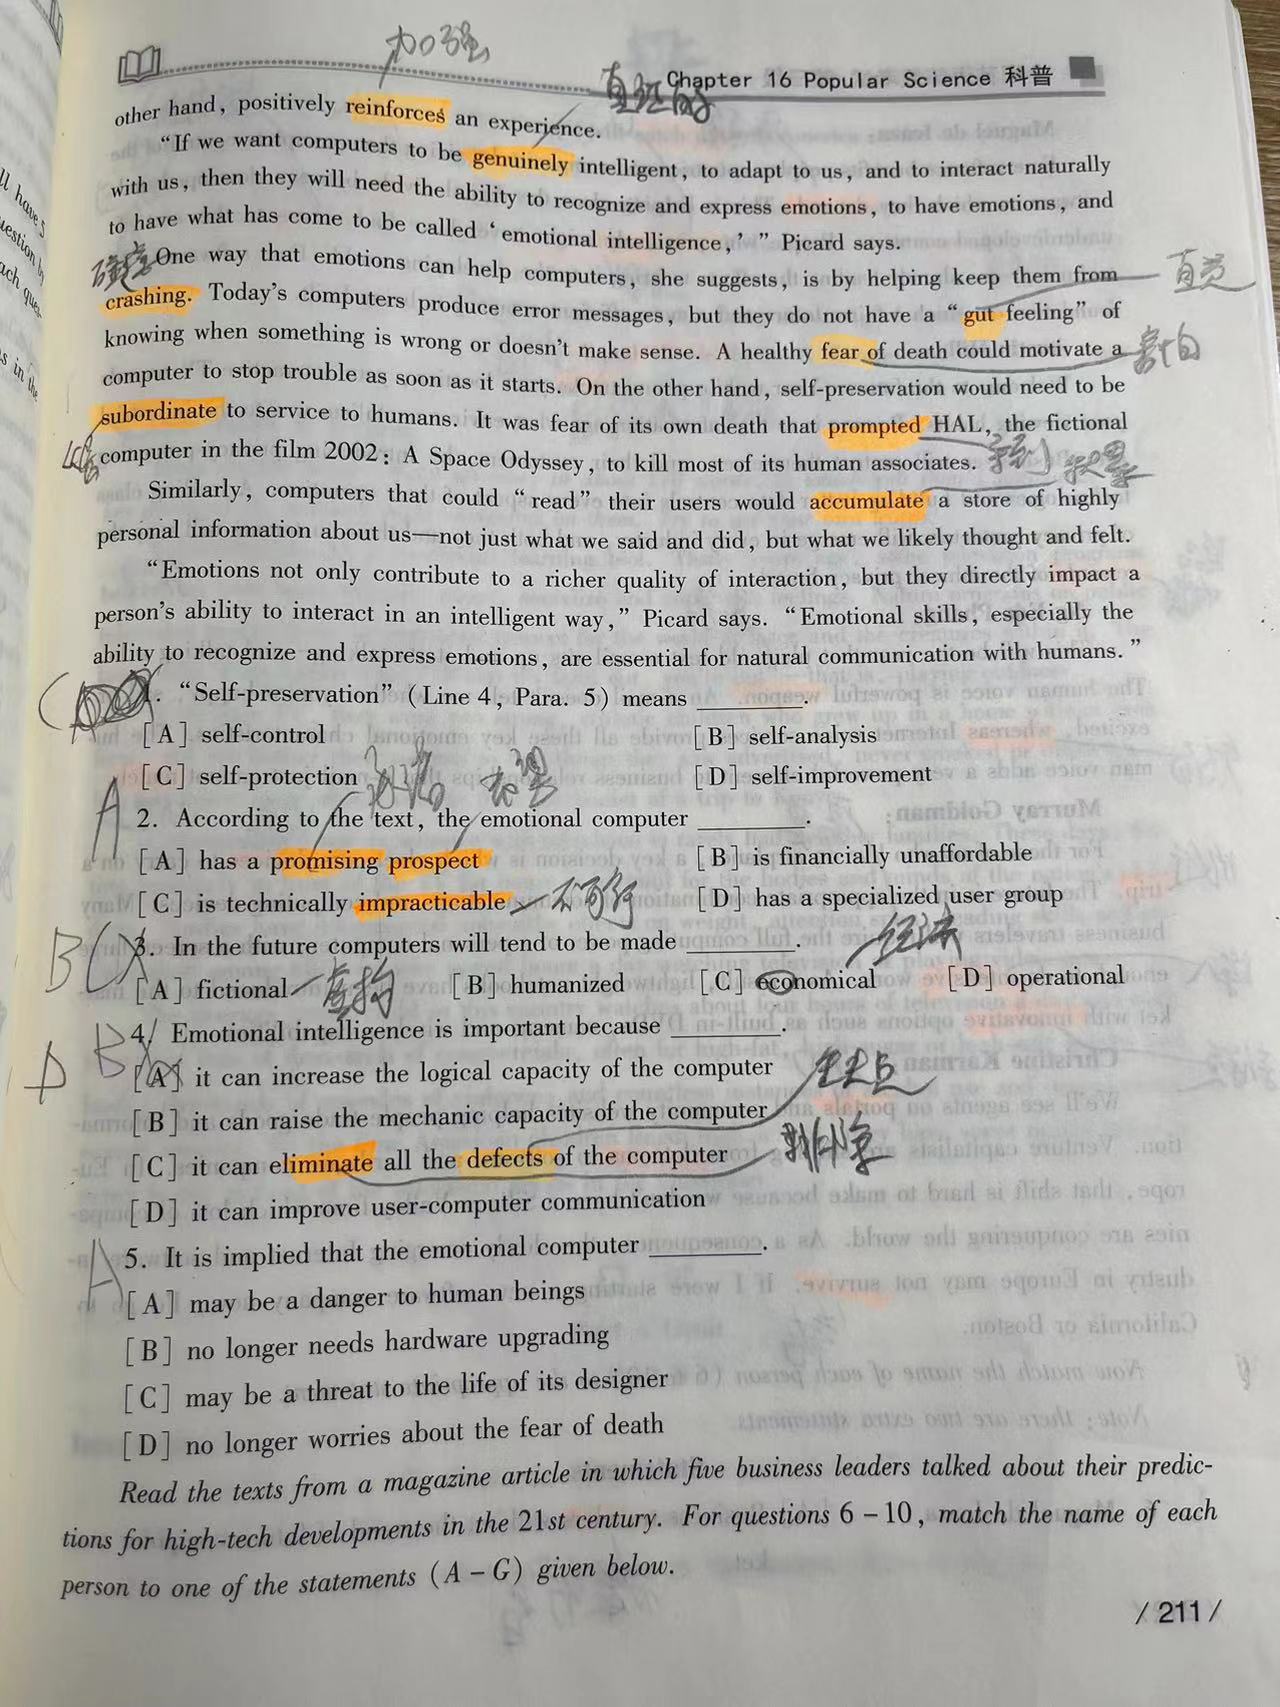 加强
Chapter 16 Popular Science 科普
other hand, positively reinforces an experience.
"If we want computers to be genuinely intelligent, to adapt to us, and to interact naturally
with us, then they will need the ability to recognize and express emotions, to have emotions, and
to have what has come to be called 'emotional intelligence,' " Picard says.
One way that emotions can help computers, she suggests, is by helping keep them from
crashing. Today's computers produce error messages, but they do not have a "gut feeling" of
knowing when something is wrong or doesn't make sense. A healthy fear of death could motivate a
computer to stop trouble as soon as it starts. On the other hand, self-preservation would need to be
subordinate to service to humans. It was fear of its own death that prompted HAL, the fictional
computer in the film 2002: A Space Odyssey, to kill most of its human associates.
Similarly, computers that could "read" their users would accumulate a store of highly
personal information about us—not just what we said and did, but what we likely thought and felt.
"Emotions not only contribute to a richer quality of interaction, but they directly impact a
person's ability to interact in an intelligent way," Picard says. "Emotional skills, especially the
ability to recognize and express emotions, are essential for natural communication with humans."
1. "Self-preservation" (Line 4, Para. 5) means ________.
[A] self-control [B] self-analysis
[C] self-protection [D] self-improvement
A
2. According to the text, the emotional computer ________.
[A] has a promising prospect [B] is financially unaffordable
[C] is technically impracticable 不可行 [D] has a specialized user group
B
3. In the future computers will tend to be made ________. 经济
[A] fictional 虚构 [B] humanized [C] economical [D] operational
D B
4. Emotional intelligence is important because ________.
[A] it can increase the logical capacity of the computer
[B] it can raise the mechanic capacity of the computer
[C] it can eliminate all the defects of the computer 排除
[D] it can improve user-computer communication
A
5. It is implied that the emotional computer ________.
[A] may be a danger to human beings
[B] no longer needs hardware upgrading
[C] may be a threat to the life of its designer
[D] no longer worries about the fear of death
Read the texts from a magazine article in which five business leaders talked about their predic-
tions for high-tech developments in the 21st century. For questions 6 – 10, match the name of each
person to one of the statements (A – G) given below.
/ 211 /